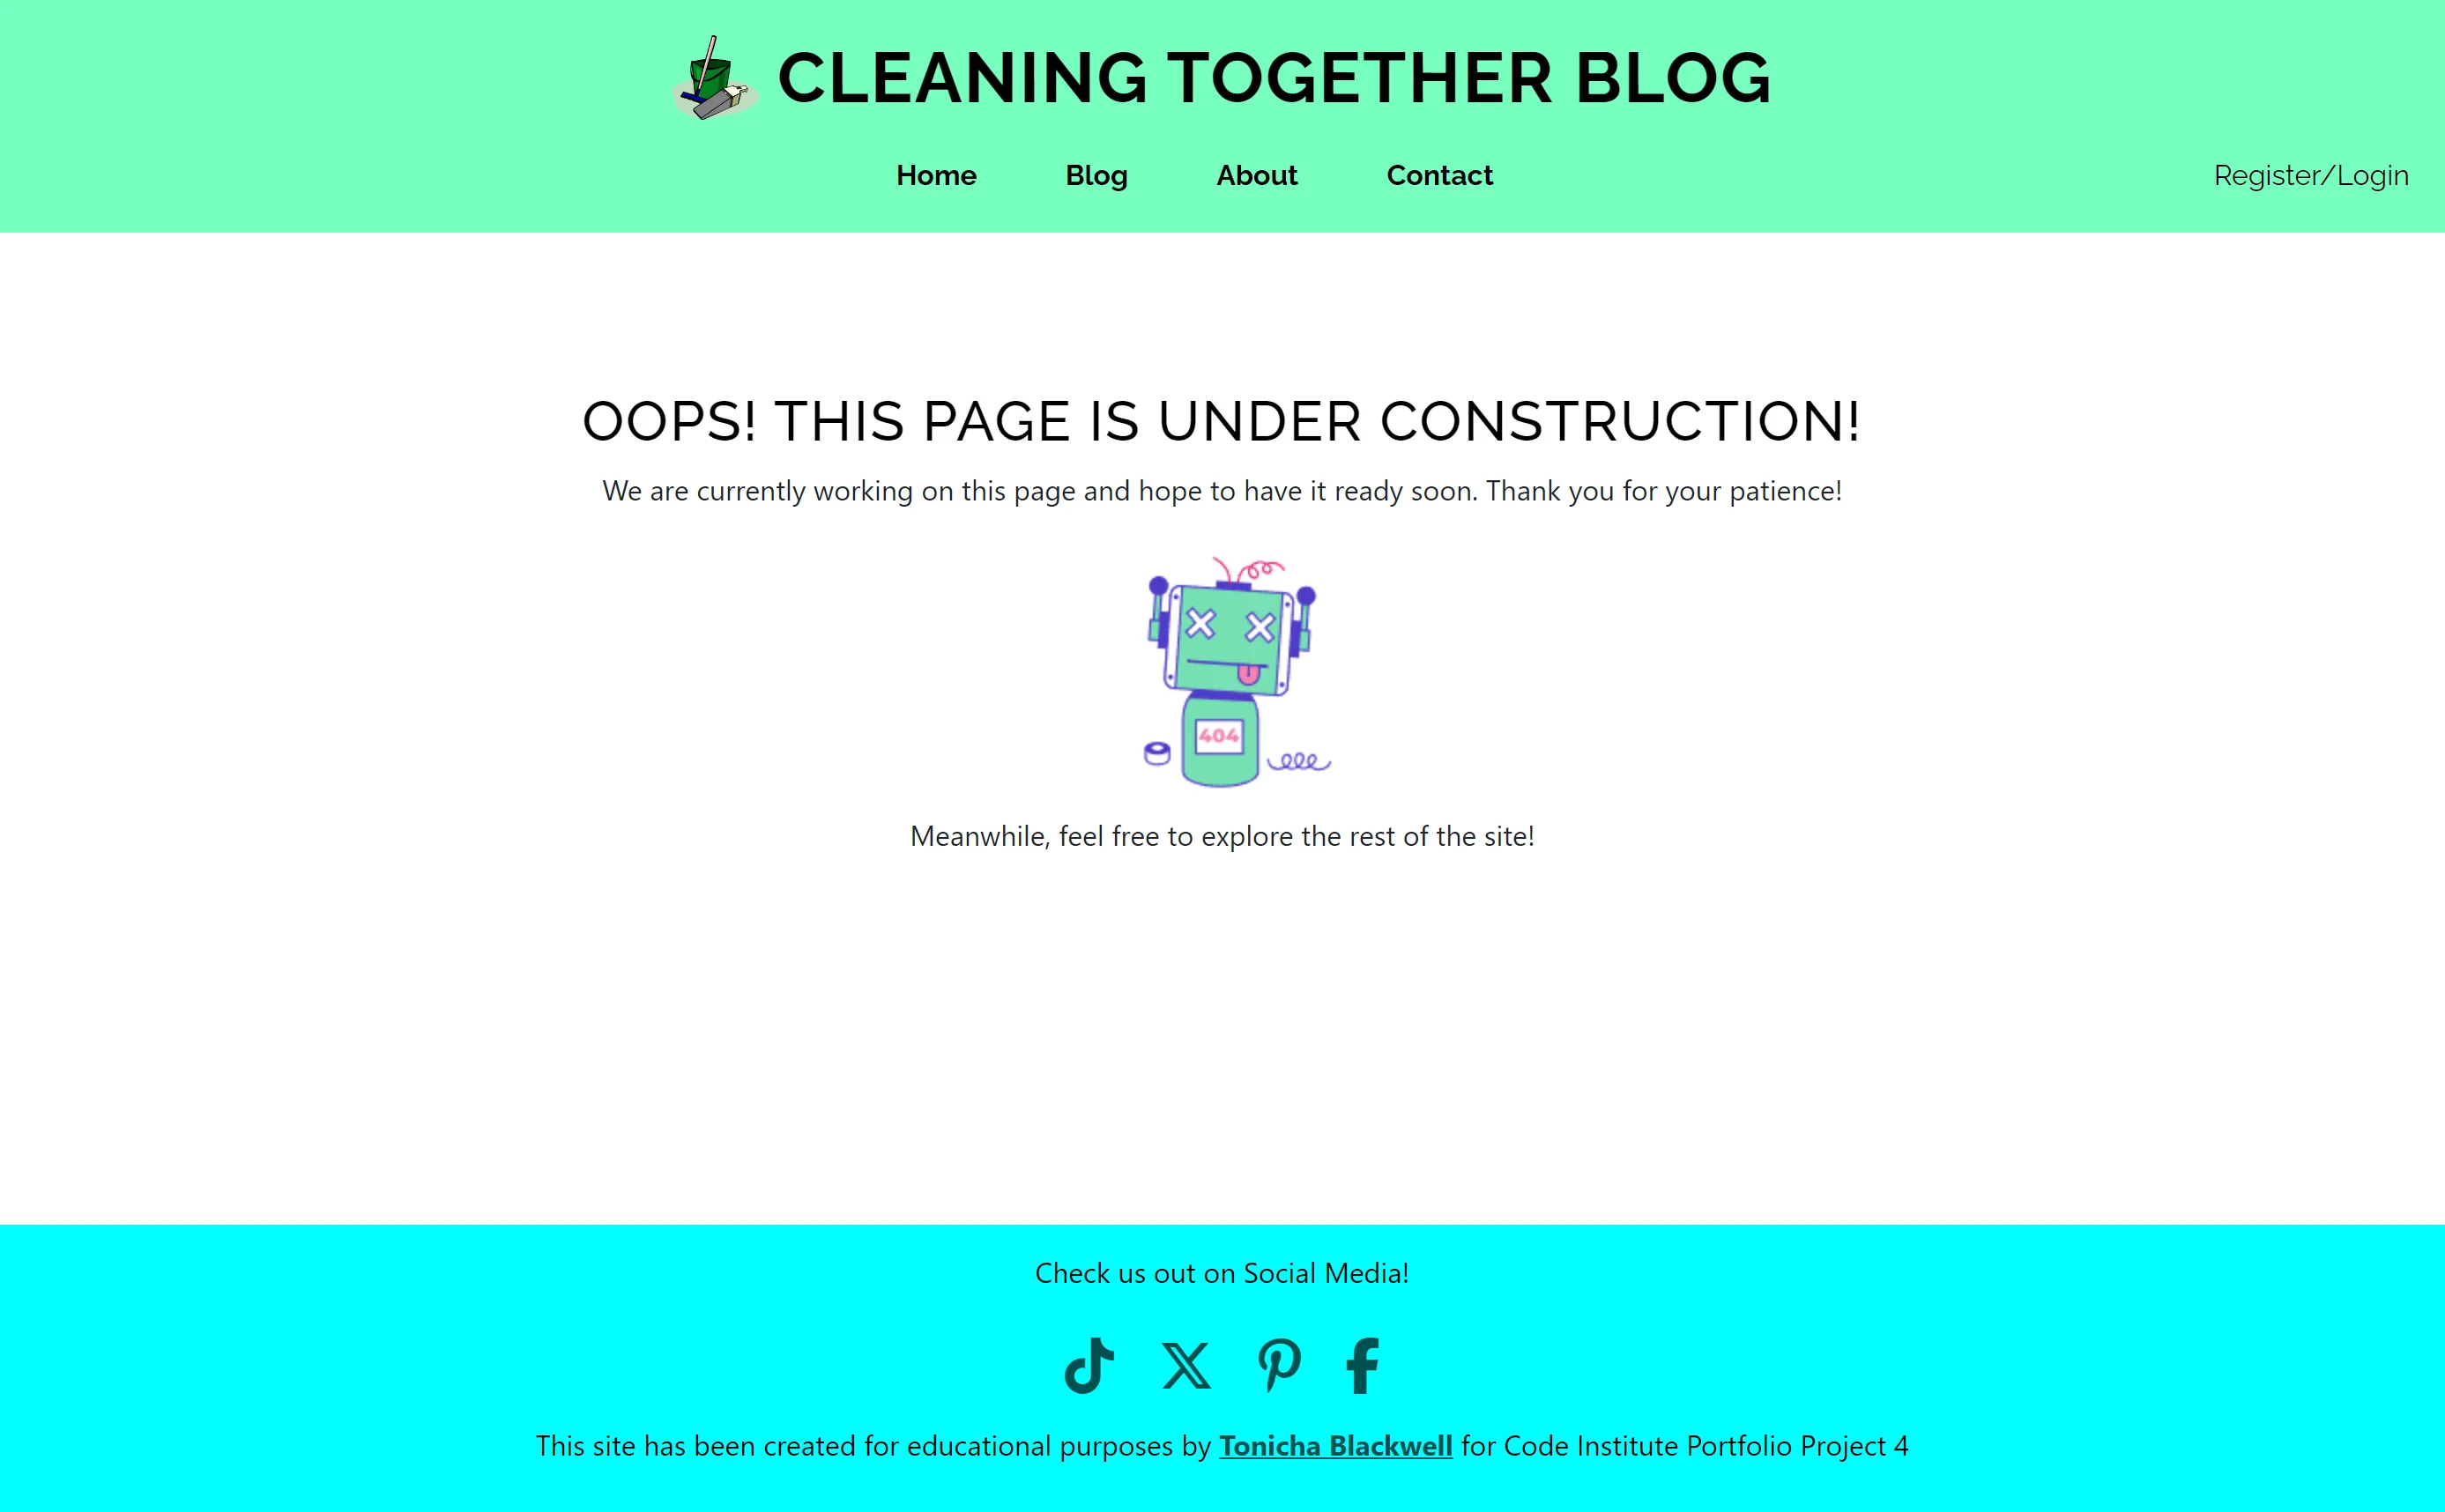 CLEANING TOGETHER BLOG
Home Blog About Contact Register/Login
OOPS! THIS PAGE IS UNDER CONSTRUCTION!
We are currently working on this page and hope to have it ready soon. Thank you for your patience!
404
Meanwhile, feel free to explore the rest of the site!
Check us out on Social Media!
This site has been created for educational purposes by Tonicha Blackwell for Code Institute Portfolio Project 4